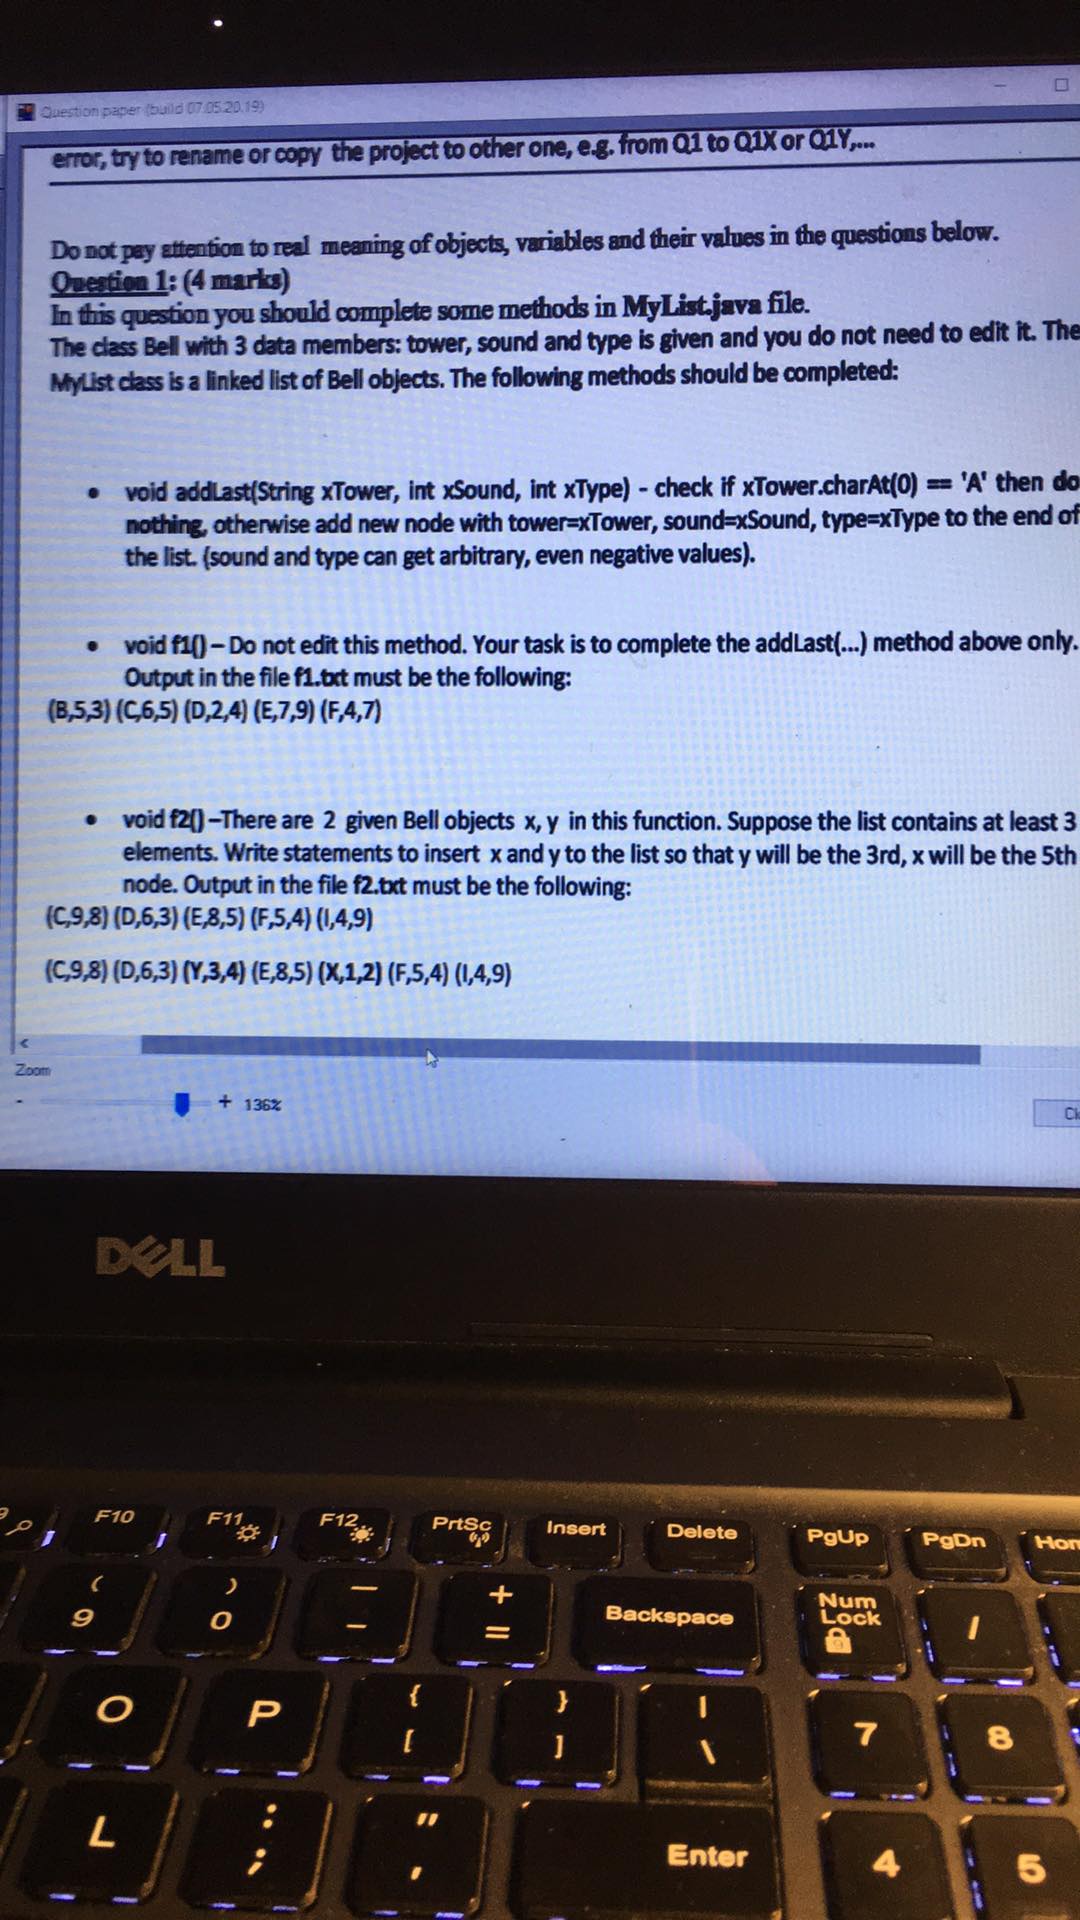 Question paper (build 07.05.20.19)
error, try to rename or copy the project to other one, e.g. from Q1 to Q1X or Q1Y,...
Do not pay attention to real meaning of objects, variables and their values in the questions below.
Question 1: (4 marks)
In this question you should complete some methods in MyList.java file.
The class Bell with 3 data members: tower, sound and type is given and you do not need to edit it. The
MyList class is a linked list of Bell objects. The following methods should be completed:
• void addLast(String xTower, int xSound, int xType) - check if xTower.charAt(0) == 'A' then do
nothing, otherwise add new node with tower=xTower, sound=xSound, type=xType to the end of
the list. (sound and type can get arbitrary, even negative values).
• void f1() – Do not edit this method. Your task is to complete the addLast(...) method above only.
Output in the file f1.txt must be the following:
(B,5,3) (C,6,5) (D,2,4) (E,7,9) (F,4,7)
• void f2() –There are 2 given Bell objects x, y in this function. Suppose the list contains at least 3
elements. Write statements to insert x and y to the list so that y will be the 3rd, x will be the 5th
node. Output in the file f2.txt must be the following:
(C,9,8) (D,6,3) (E,8,5) (F,5,4) (I,4,9)
(C,9,8) (D,6,3) (Y,3,4) (E,8,5) (X,1,2) (F,5,4) (I,4,9)
Zoom
- + 136%
DELL
F10 F11 F12 PrtSc Insert Delete PgUp PgDn Hom
( ) — + Backspace Num Lock /
9 0 - =
O P { } | 7 8
[ ] \
L : " Enter 4 5
; '